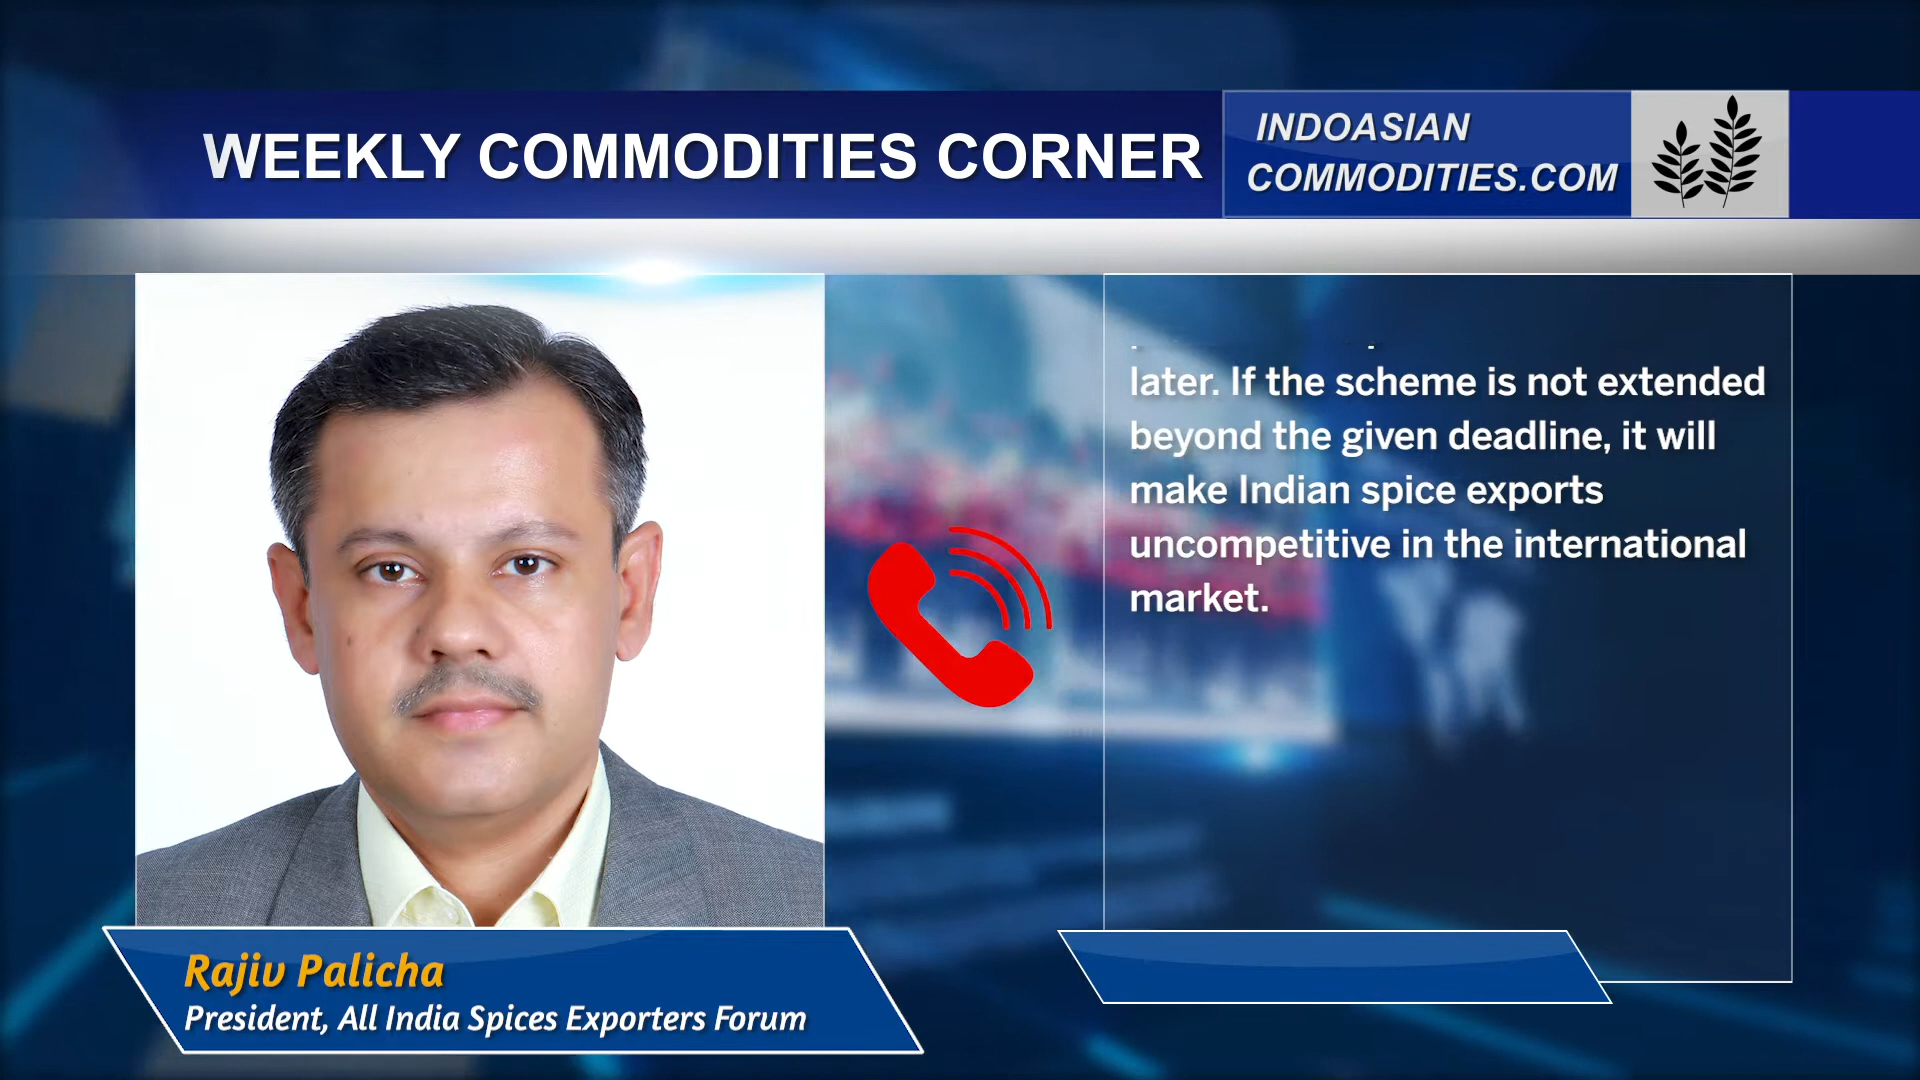 WEEKLY COMMODITIES CORNER
INDOASIAN
COMMODITIES.COM
later. If the scheme is not extended
beyond the given deadline, it will
make Indian spice exports
uncompetitive in the international
market.
Rajiv Palicha
President, All India Spices Exporters Forum